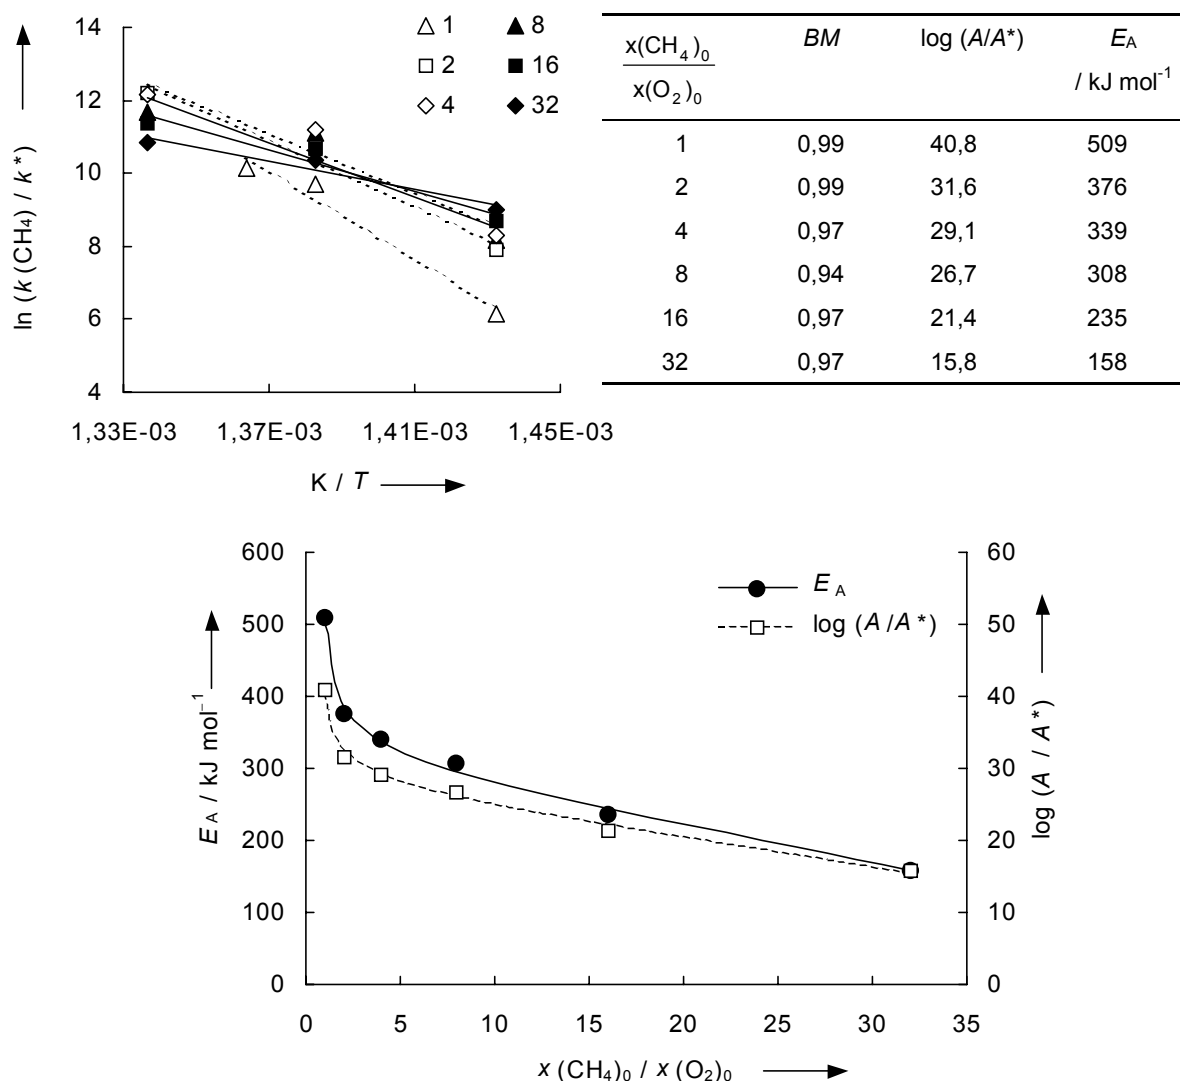 ln (k (CH4) / k*)
14
12
10
8
6
4
1 8
2 16
4 32
1,33E-03 1,37E-03 1,41E-03 1,45E-03
K / T
x(CH4)0 / x(O2)0 BM log (A/A*) EA / kJ mol-1
1 0,99 40,8 509
2 0,99 31,6 376
4 0,97 29,1 339
8 0,94 26,7 308
16 0,97 21,4 235
32 0,97 15,8 158
EA / kJ mol−1
600
500
400
300
200
100
0
EA
log (A/A*)
60
50
40
30
20
10
0
log (A / A*)
0 5 10 15 20 25 30 35
x (CH4)0 / x (O2)0